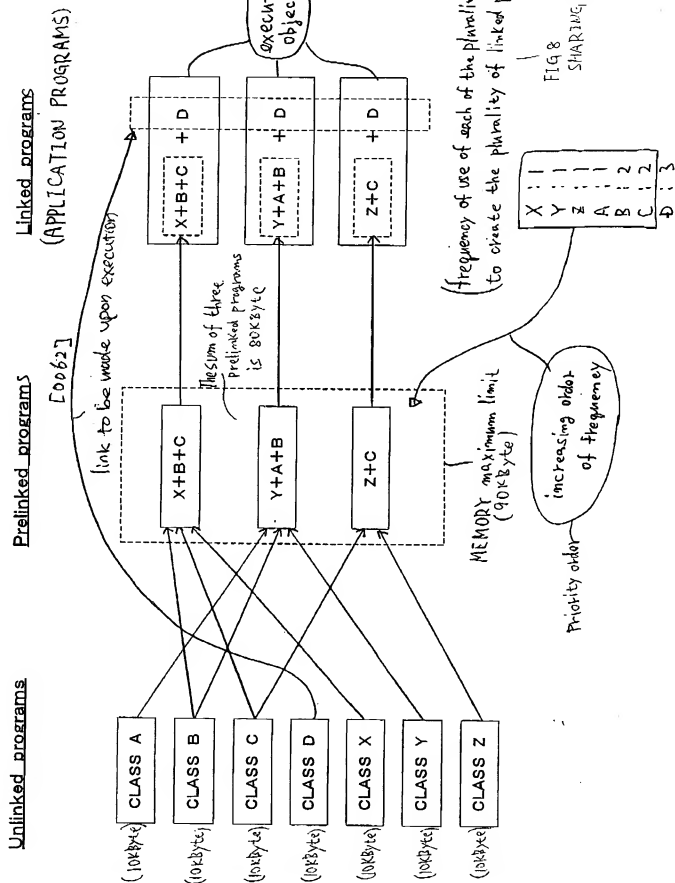 Unlinked programs
Prelinked programs
Linked programs
(APPLICATION PROGRAMS)
[0062]
link to be made upon execution
(10KByte)
CLASS A
(10KByte)
CLASS B
(10KByte)
CLASS C
(10KByte)
CLASS D
(10KByte)
CLASS X
(10KByte)
CLASS Y
(10KByte)
CLASS Z
X+B+C
Y+A+B
Z+C
The sum of three
prelinked programs
is 80KByte
X+B+C + D
Y+A+B + D
Z+C + D
MEMORY maximum limit
(90KByte)
increasing order
of frequency
Priority order
frequency of use of each of the
to create the plurality of linked
FIG 8
SHARING
X : 1
Y : 1
Z : 1
A : 1
B : 2
C : 2
D : 3